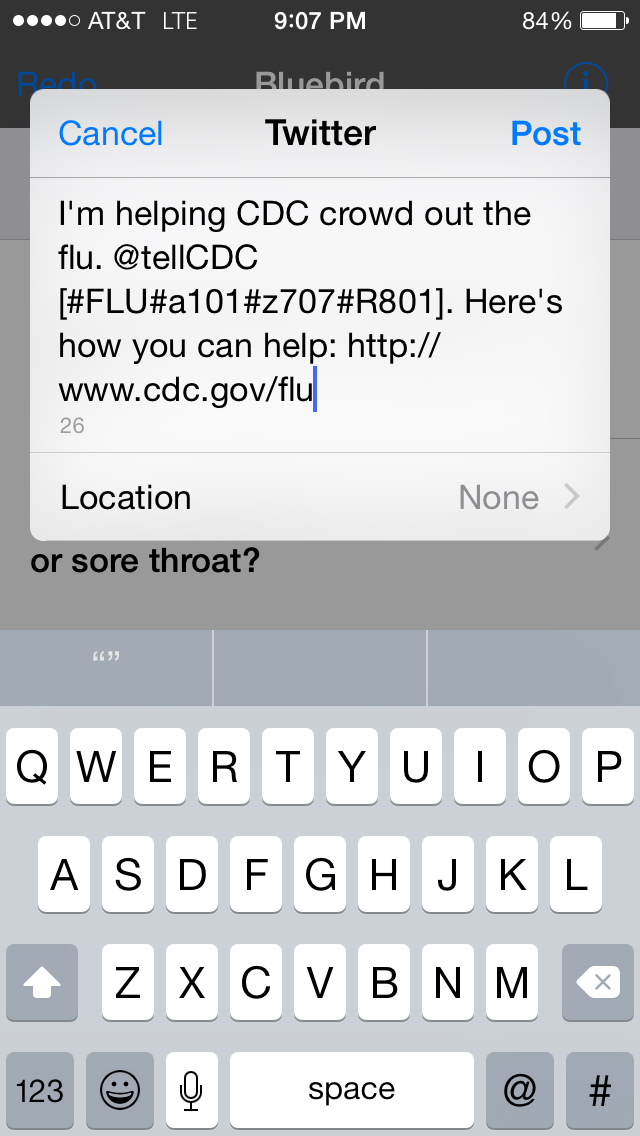 AT&T LTE 9:07 PM 84%
Redo Bluebird i
Cancel Twitter Post
I'm helping CDC crowd out the
flu. @tellCDC
[#FLU#a101#z707#R801]. Here's
how you can help: http://
www.cdc.gov/flu
26
Location None
or sore throat?
“”
Q W E R T Y U I O P
A S D F G H J K L
Z X C V B N M
123 space @ #